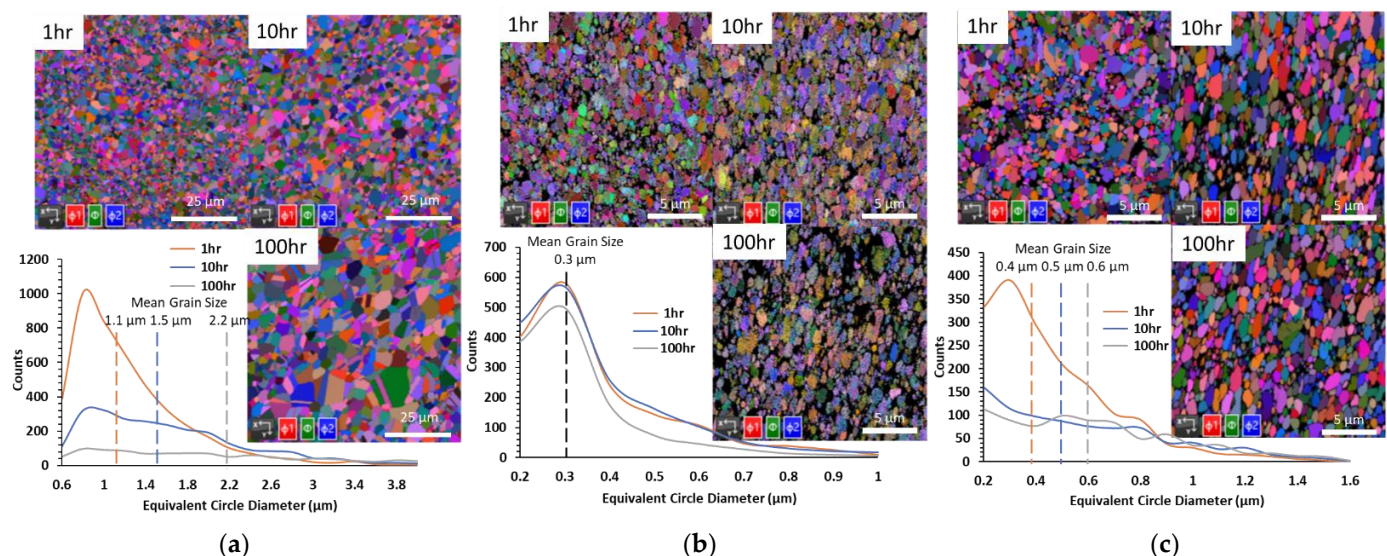 1hr
10hr
25 µm
25 µm
ϕ1 Φ ϕ2
ϕ1 Φ ϕ2
100hr
25 µm
ϕ1 Φ ϕ2
1hr
10hr
100hr
Mean Grain Size
1.1 µm
1.5 µm
2.2 µm
Counts
1200
1000
800
600
400
200
0
0.6 1 1.4 1.8 2.2 2.6 3 3.4 3.8
Equivalent Circle Diameter (µm)
(a)
1hr
10hr
5 µm
5 µm
ϕ1 Φ ϕ2
ϕ1 Φ ϕ2
100hr
5 µm
ϕ1 Φ ϕ2
Mean Grain Size
0.3 µm
1hr
10hr
100hr
Counts
700
600
500
400
300
200
100
0
0.2 0.3 0.4 0.5 0.6 0.7 0.8 0.9 1
Equivalent Circle Diameter (µm)
(b)
1hr
10hr
5 µm
5 µm
ϕ1 Φ ϕ2
ϕ1 Φ ϕ2
100hr
5 µm
ϕ1 Φ ϕ2
Mean Grain Size
0.4 µm 0.5 µm 0.6 µm
1hr
10hr
100hr
Counts
450
400
350
300
250
200
150
100
50
0
0.2 0.4 0.6 0.8 1 1.2 1.4 1.6
Equivalent Circle Diameter (µm)
(c)